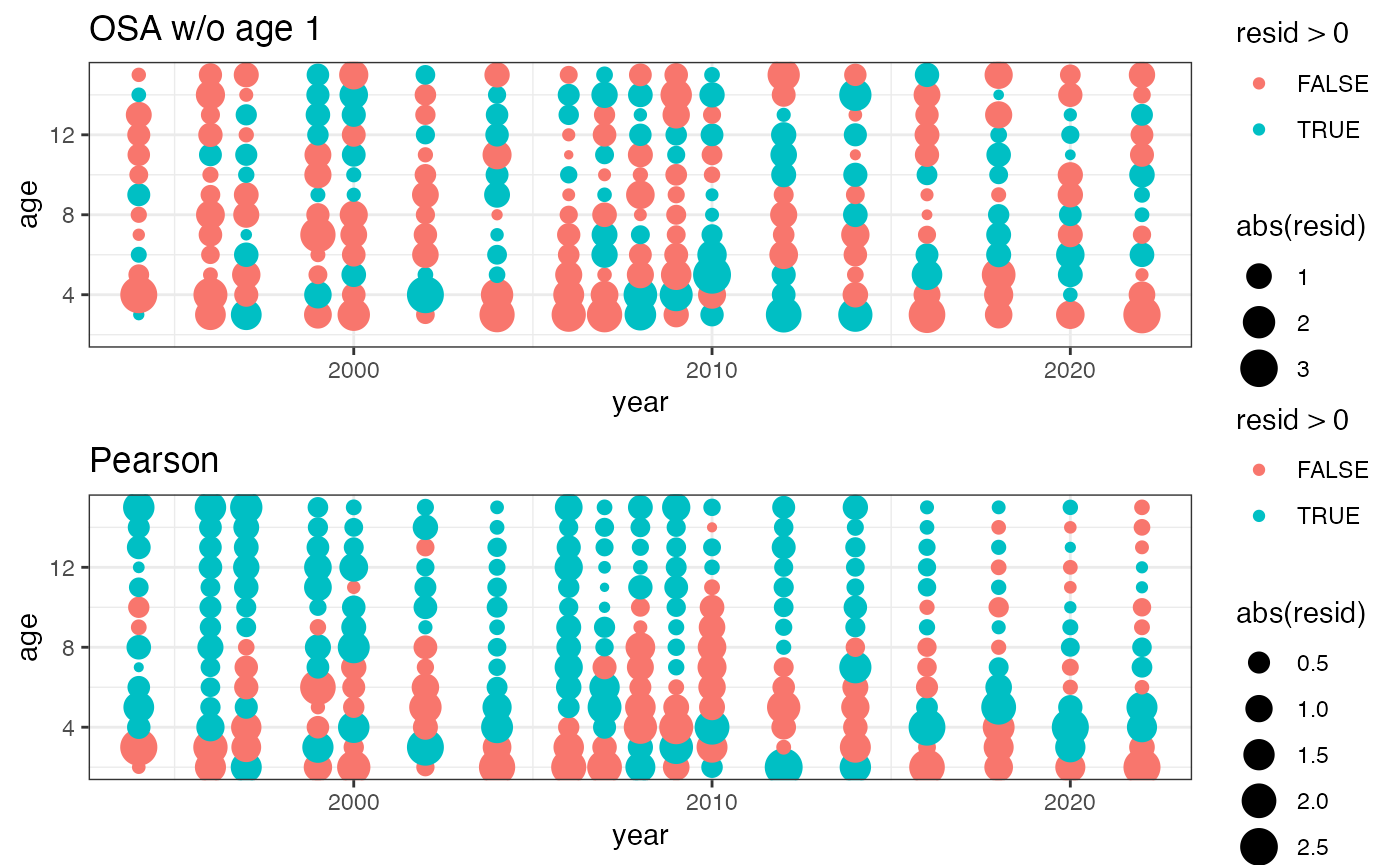 OSA w/o age 1
age
12
8
4
2000 2010 2020
year
resid > 0
FALSE
TRUE
abs(resid)
1
2
3
Pearson
age
12
8
4
2000 2010 2020
year
resid > 0
FALSE
TRUE
abs(resid)
0.5
1.0
1.5
2.0
2.5